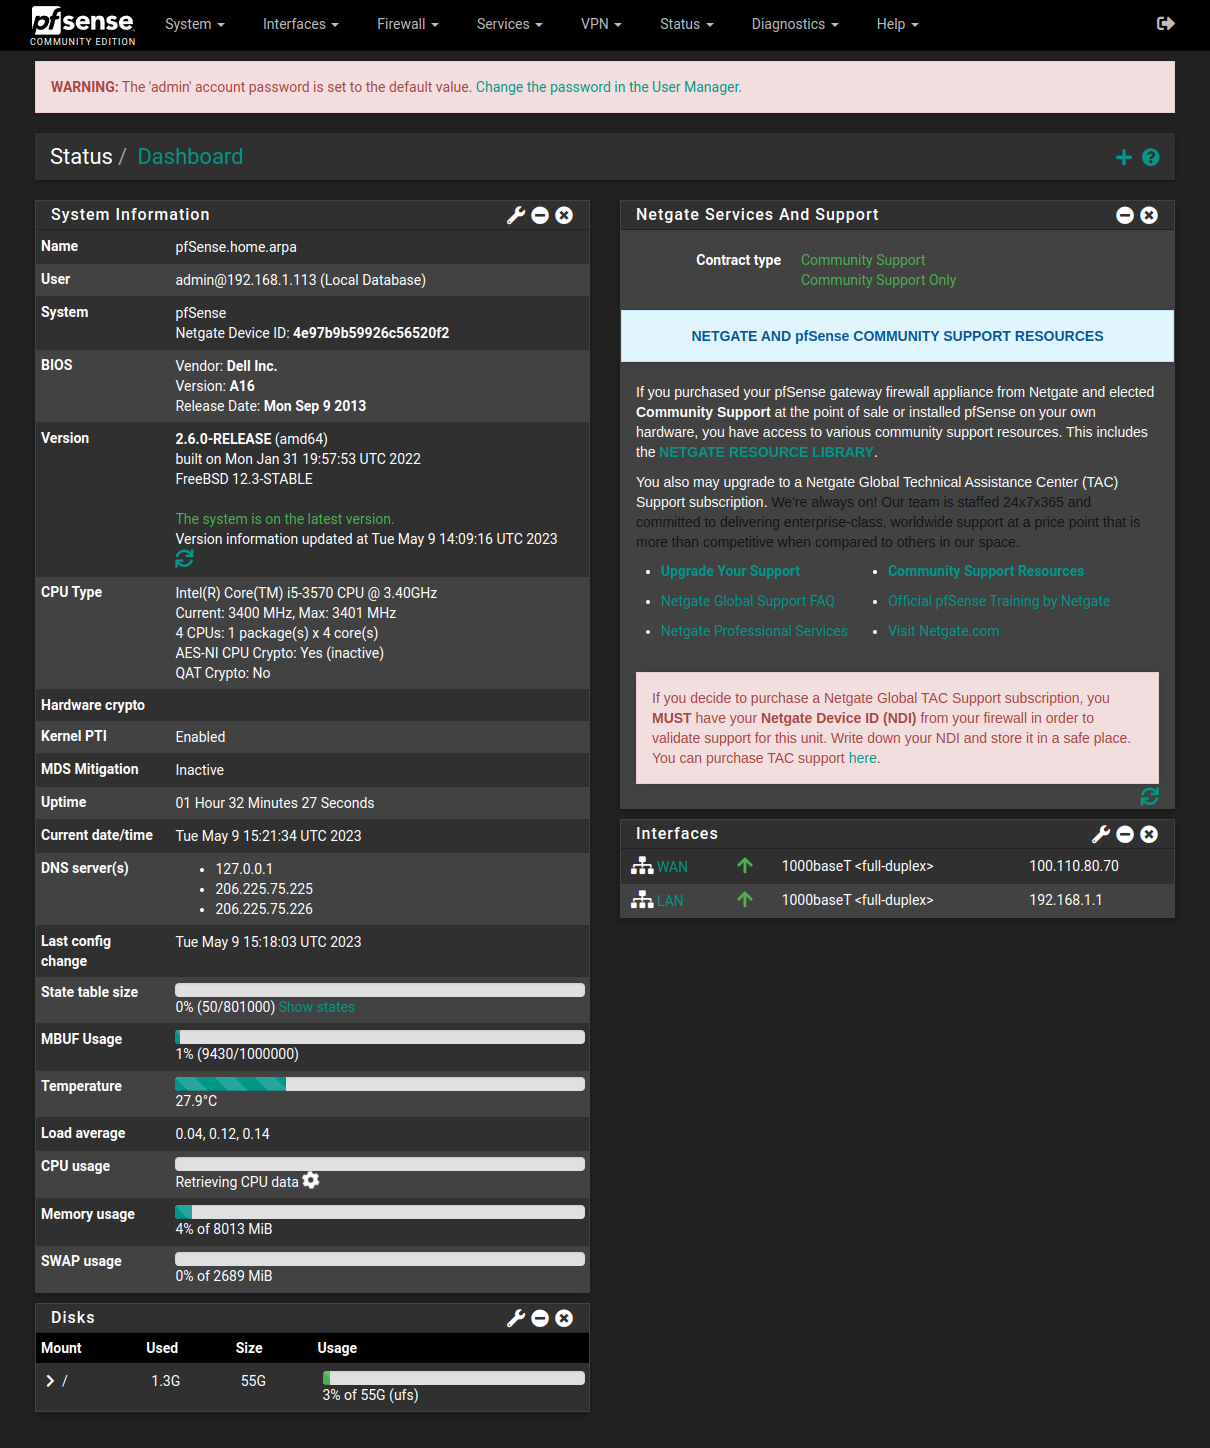 pfsense
COMMUNITY EDITION
System Interfaces Firewall Services VPN Status Diagnostics Help
WARNING: The 'admin' account password is set to the default value. Change the password in the User Manager.
Status / Dashboard
System Information
Name pfSense.home.arpa
User admin@192.168.1.113 (Local Database)
System pfSense
Netgate Device ID: 4e97b9b59926c56520f2
BIOS Vendor: Dell Inc.
Version: A16
Release Date: Mon Sep 9 2013
Version 2.6.0-RELEASE (amd64)
built on Mon Jan 31 19:57:53 UTC 2022
FreeBSD 12.3-STABLE
The system is on the latest version.
Version information updated at Tue May 9 14:09:16 UTC 2023
CPU Type Intel(R) Core(TM) i5-3570 CPU @ 3.40GHz
Current: 3400 MHz, Max: 3401 MHz
4 CPUs: 1 package(s) x 4 core(s)
AES-NI CPU Crypto: Yes (inactive)
QAT Crypto: No
Hardware crypto
Kernel PTI Enabled
MDS Mitigation Inactive
Uptime 01 Hour 32 Minutes 27 Seconds
Current date/time Tue May 9 15:21:34 UTC 2023
DNS server(s) • 127.0.0.1
• 206.225.75.225
• 206.225.75.226
Last config Tue May 9 15:18:03 UTC 2023
change
State table size
0% (50/801000) Show states
MBUF Usage
1% (9430/1000000)
Temperature
27.9°C
Load average 0.04, 0.12, 0.14
CPU usage
Retrieving CPU data
Memory usage
4% of 8013 MiB
SWAP usage
0% of 2689 MiB
Disks
Mount Used Size Usage
/ 1.3G 55G
3% of 55G (ufs)
Netgate Services And Support
Contract type Community Support
Community Support Only
NETGATE AND pfSense COMMUNITY SUPPORT RESOURCES
If you purchased your pfSense gateway firewall appliance from Netgate and elected
Community Support at the point of sale or installed pfSense on your own
hardware, you have access to various community support resources. This includes
the NETGATE RESOURCE LIBRARY.
You also may upgrade to a Netgate Global Technical Assistance Center (TAC)
Support subscription. We're always on! Our team is staffed 24x7x365 and
committed to delivering enterprise-class, worldwide support at a price point that is
more than competitive when compared to others in our space.
• Upgrade Your Support • Community Support Resources
• Netgate Global Support FAQ • Official pfSense Training by Netgate
• Netgate Professional Services • Visit Netgate.com
If you decide to purchase a Netgate Global TAC Support subscription, you
MUST have your Netgate Device ID (NDI) from your firewall in order to
validate support for this unit. Write down your NDI and store it in a safe place.
You can purchase TAC support here.
Interfaces
WAN 1000baseT <full-duplex> 100.110.80.70
LAN 1000baseT <full-duplex> 192.168.1.1